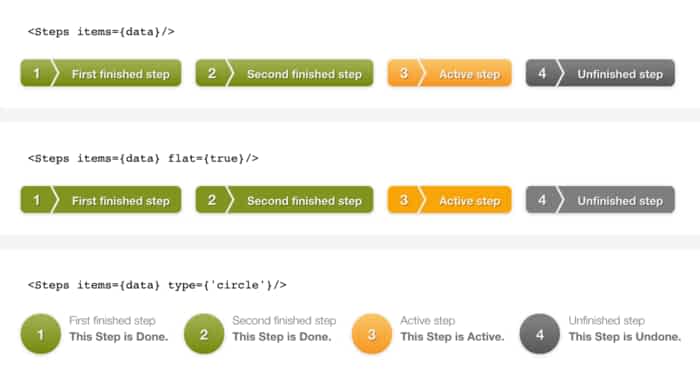 <Steps items={data}/>
1 First finished step 2 Second finished step 3 Active step 4 Unfinished step
<Steps items={data} flat={true}/>
1 First finished step 2 Second finished step 3 Active step 4 Unfinished step
<Steps items={data} type={'circle'}/>
First finished step Second finished step Active step Unfinished step
1 This Step is Done. 2 This Step is Done. 3 This Step is Active. 4 This Step is Undone.